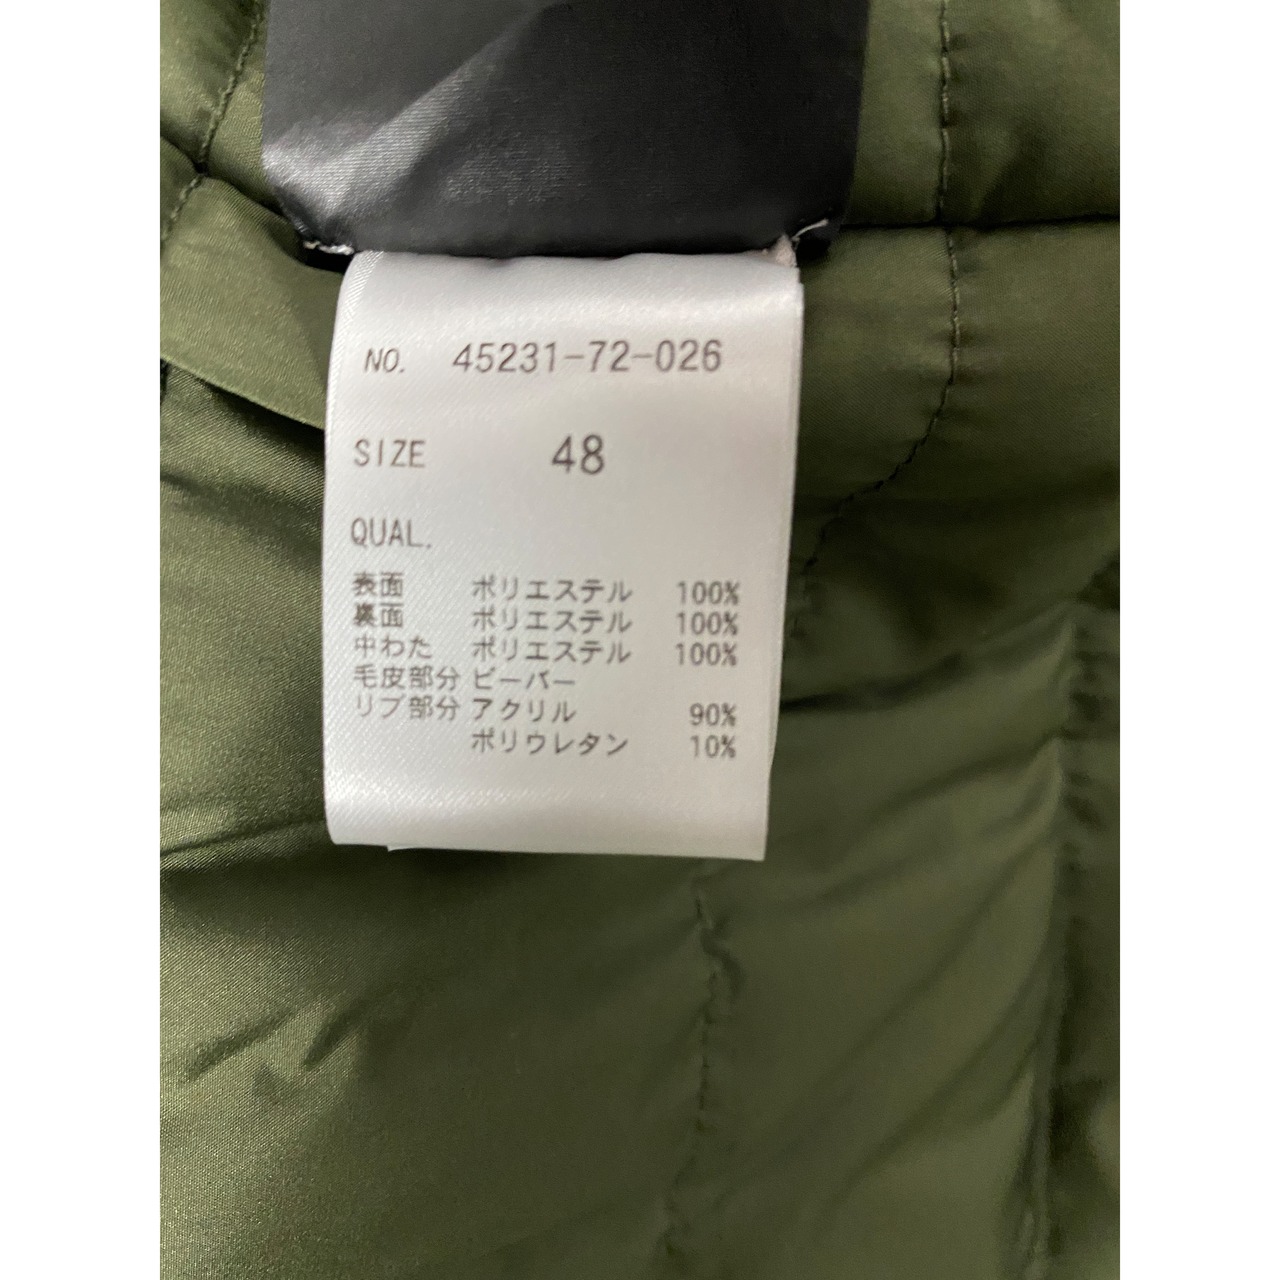 NO. 45231-72-026
SIZE 48
QUAL.
表面 ポリエステル 100%
裏面 ポリエステル 100%
中わた ポリエステル 100%
毛皮部分 ビーバー
リブ部分 アクリル 90%
ポリウレタン 10%